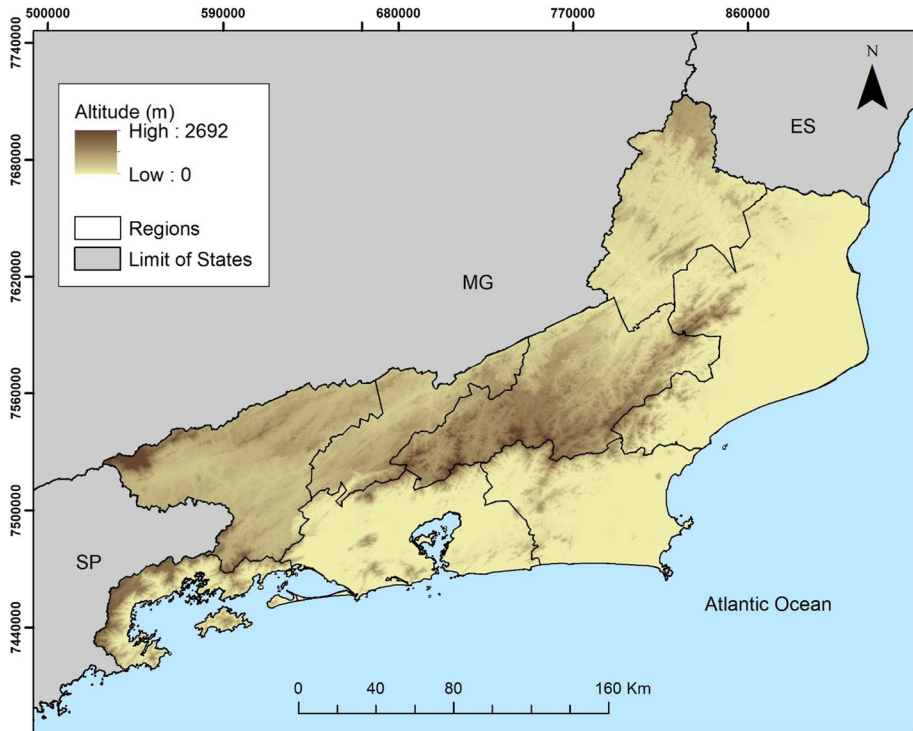 500000 590000 680000 770000 860000
7740000
N
Altitude (m)
High : 2692
ES
7680000
Low : 0
Regions
Limit of States
MG
7620000
7560000
7500000
SP
Atlantic Ocean
7440000
0 40 80 160 Km